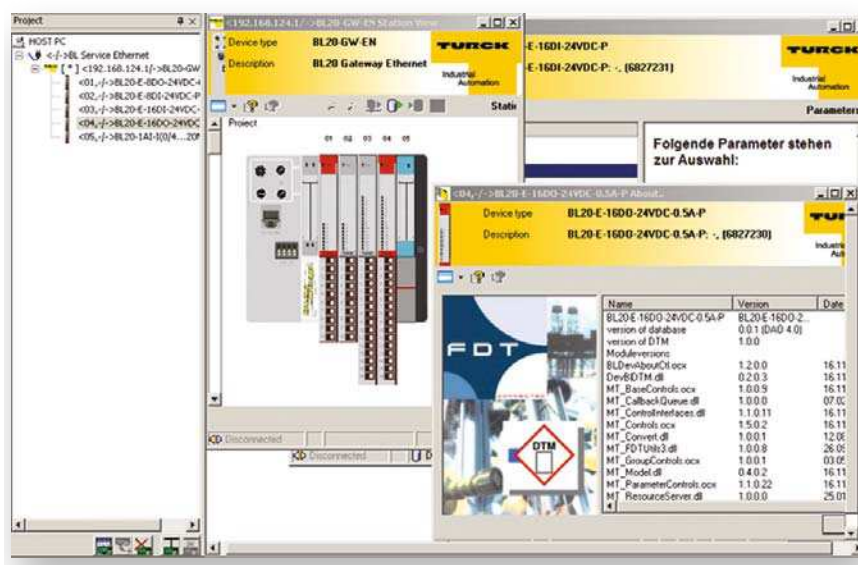 Project
HOST PC
<-/->BL Service Ethernet
[*] <192.168.124.1/->BL20-GW
<01,-/->BL20-E-8DO-24VDC-
<02,-/->BL20-E-8DI-24VDC-P
<03,-/->BL20-E-16DI-24VDC-
<04,-/->BL20-E-16DO-24VDC
<05,-/->BL20-1AI-I(0/4...20
<192.168.124.1/->BL20-GW-EN Station View
Device type BL20-GW-EN
Description BL20 Gateway Ethernet
TURCK
Industrial
Automation
Project
01 02 03 04 05
Disconnected
Disconnected
E-16DI-24VDC-P
E-16DI-24VDC-P: -, (6827231)
TURCK
Industrial
Automation
Folgende Parameter stehen
zur Auswahl:
<04,-/->BL20-E-16DO-24VDC-0.5A-P About..
Device type BL20-E-16DO-24VDC-0.5A-P
Description BL20-E-16DO-24VDC-0.5A-P: -, (6827230)
FDT
DTM
Name Version Date
BL20-E-16DO-24VDC-0.5A-P BL20-E-16DO-2...
version of database 0.0.1 (DAO 4.0)
version of DTM 1.0.0
Moduleversions
BLDevAboutCtl.ocx 1.2.0.0 16.11
DevBlDTM.dll 0.2.0.3 16.11
MT_BaseControls.ocx 1.0.0.9 16.11
MT_CallbackQueue.dll 1.0.0.0 07.02
MT_ControlInterfaces.dll 1.1.0.11 16.11
MT_Controls.ocx 1.5.0.2 16.11
MT_Convert.dll 1.0.0.1 12.08
MT_FDTUtils3.dll 1.0.0.8 26.05
MT_GroupControls.ocx 1.0.0.1 03.05
MT_Model.dll 0.4.0.2 16.11
MT_ParameterControls.ocx 1.1.0.22 16.11
MT_ResourceServer.dll 1.0.0.0 25.01